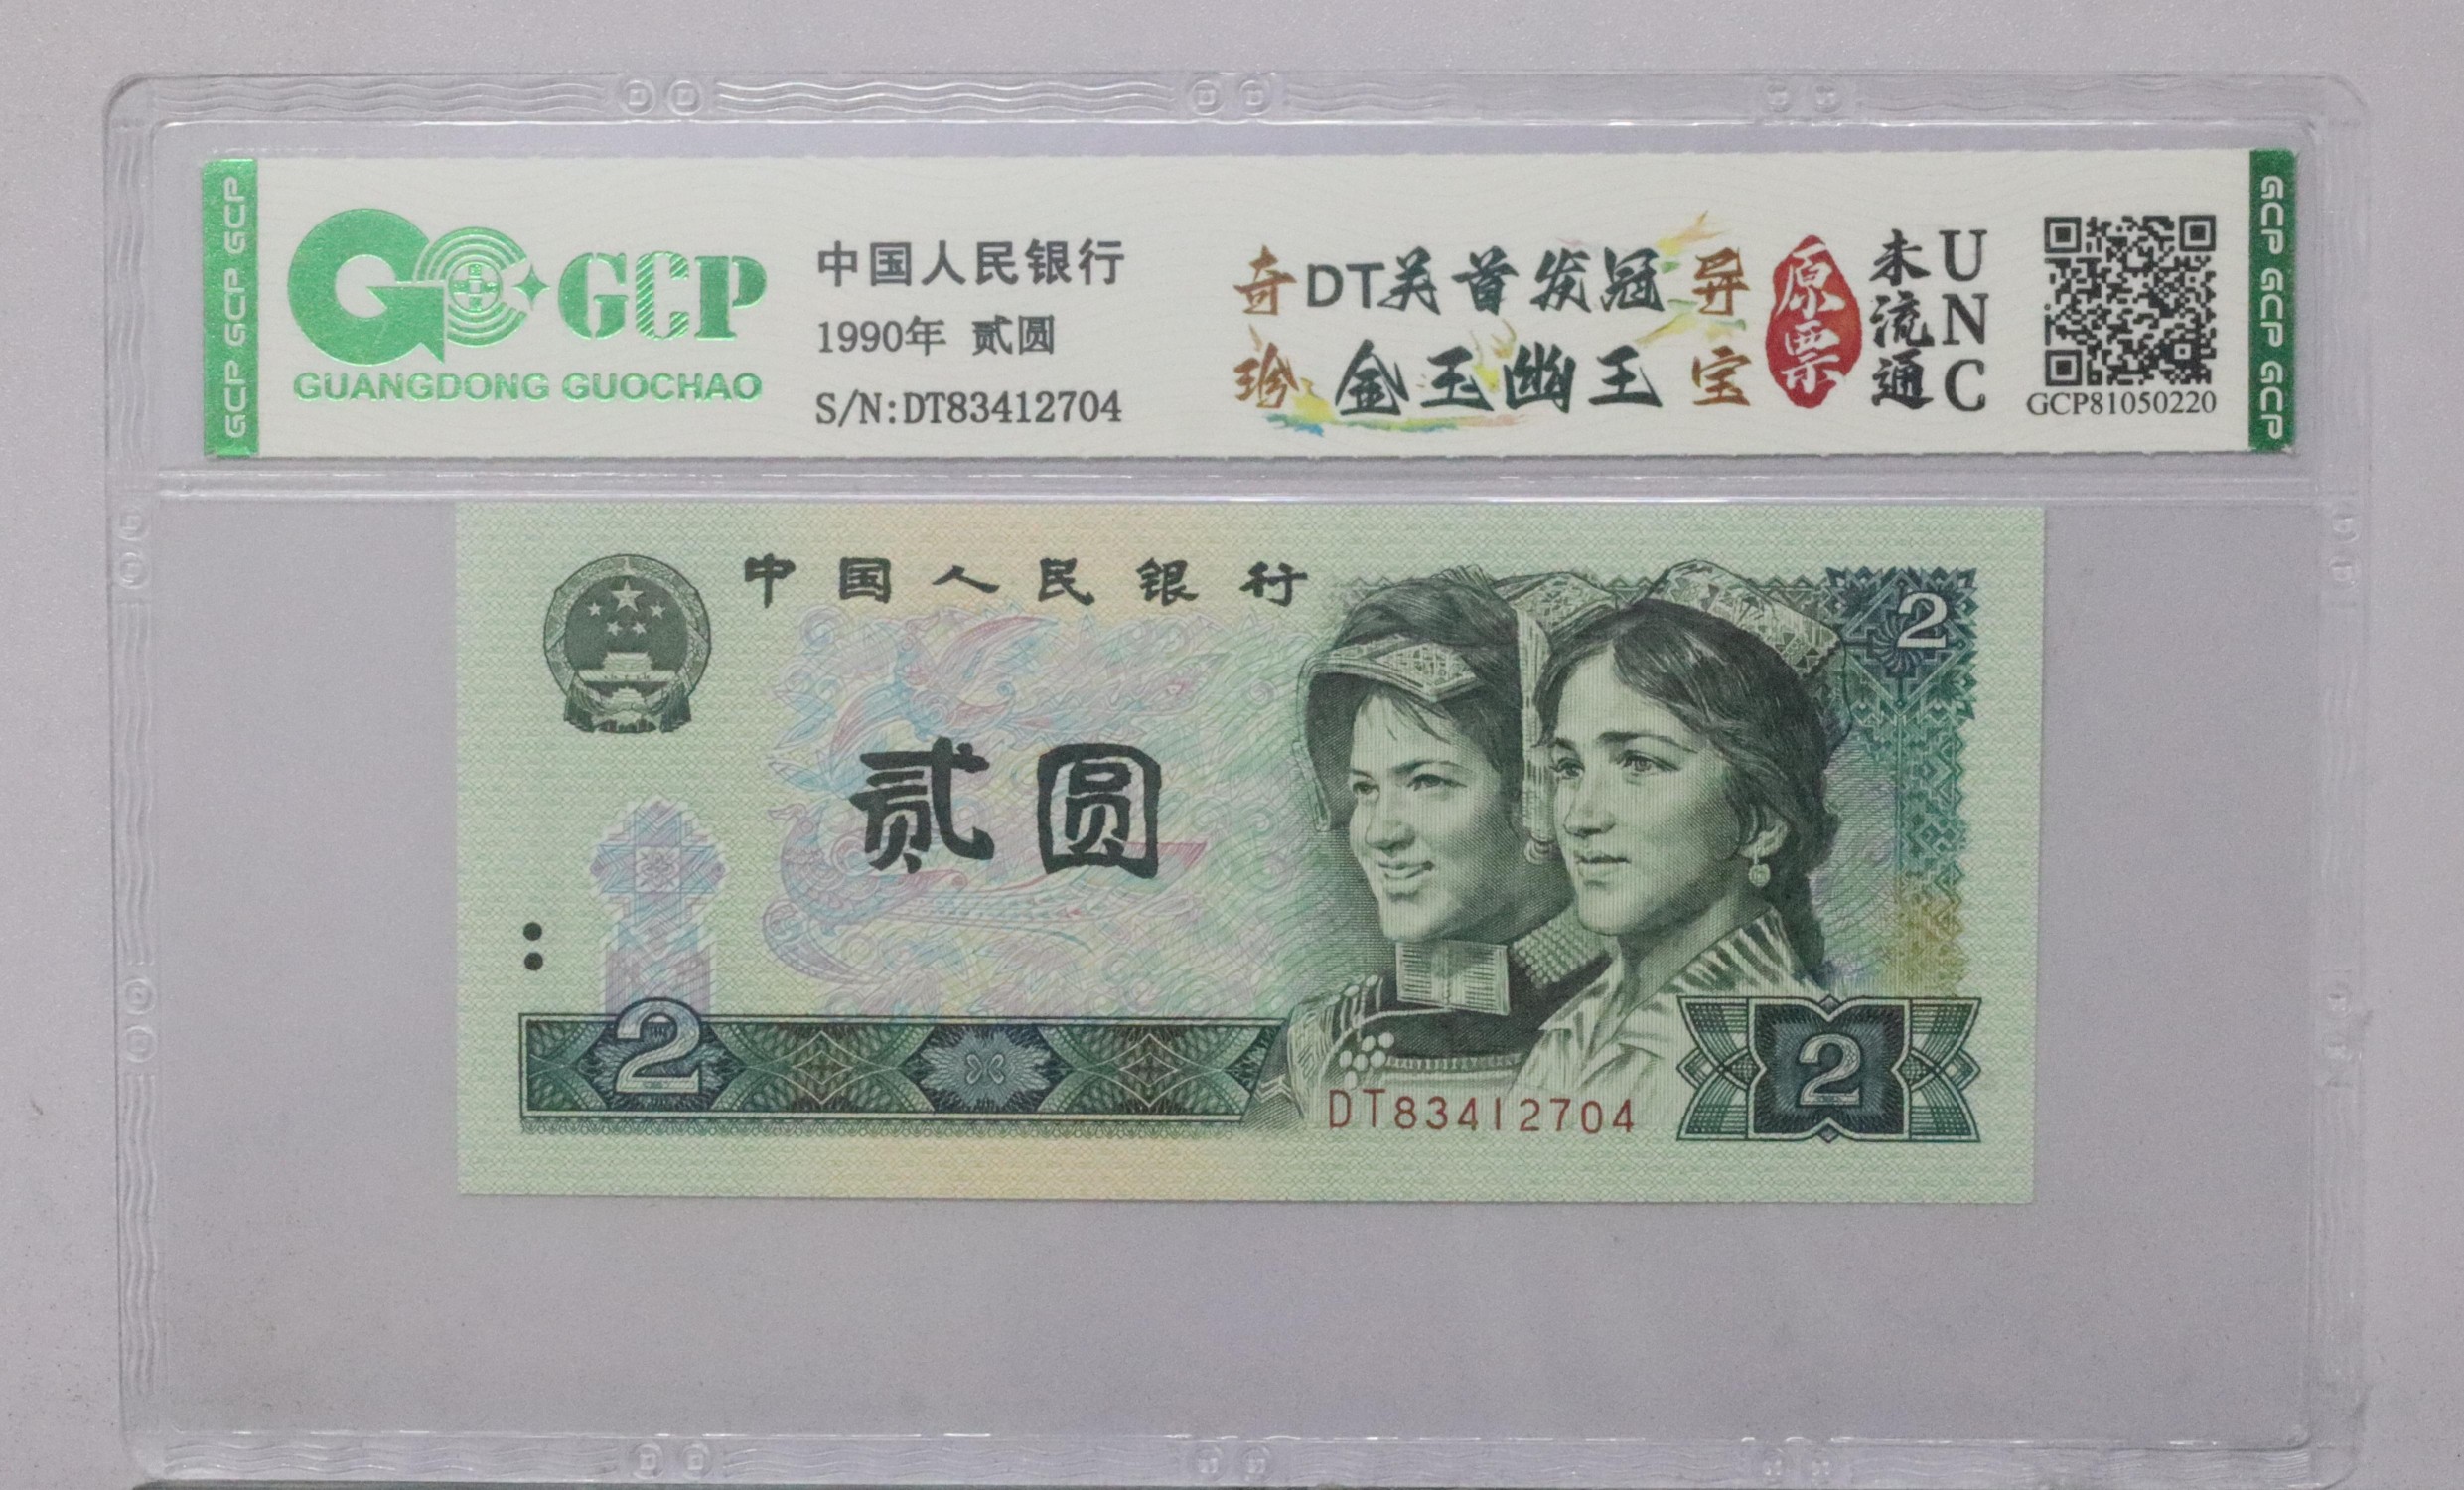 GCP GCP GCP
GCP
GUANGDONG GUOCHAO
中国人民银行
1990年 贰圆
S/N:DT83412704
奇珍
DT关首发冠
金玉幽王
异宝
原票
未流通
UNC
GCP81050220
GCP GCP GCP
中国人民银行
2
贰圆
2
DT83412704
2